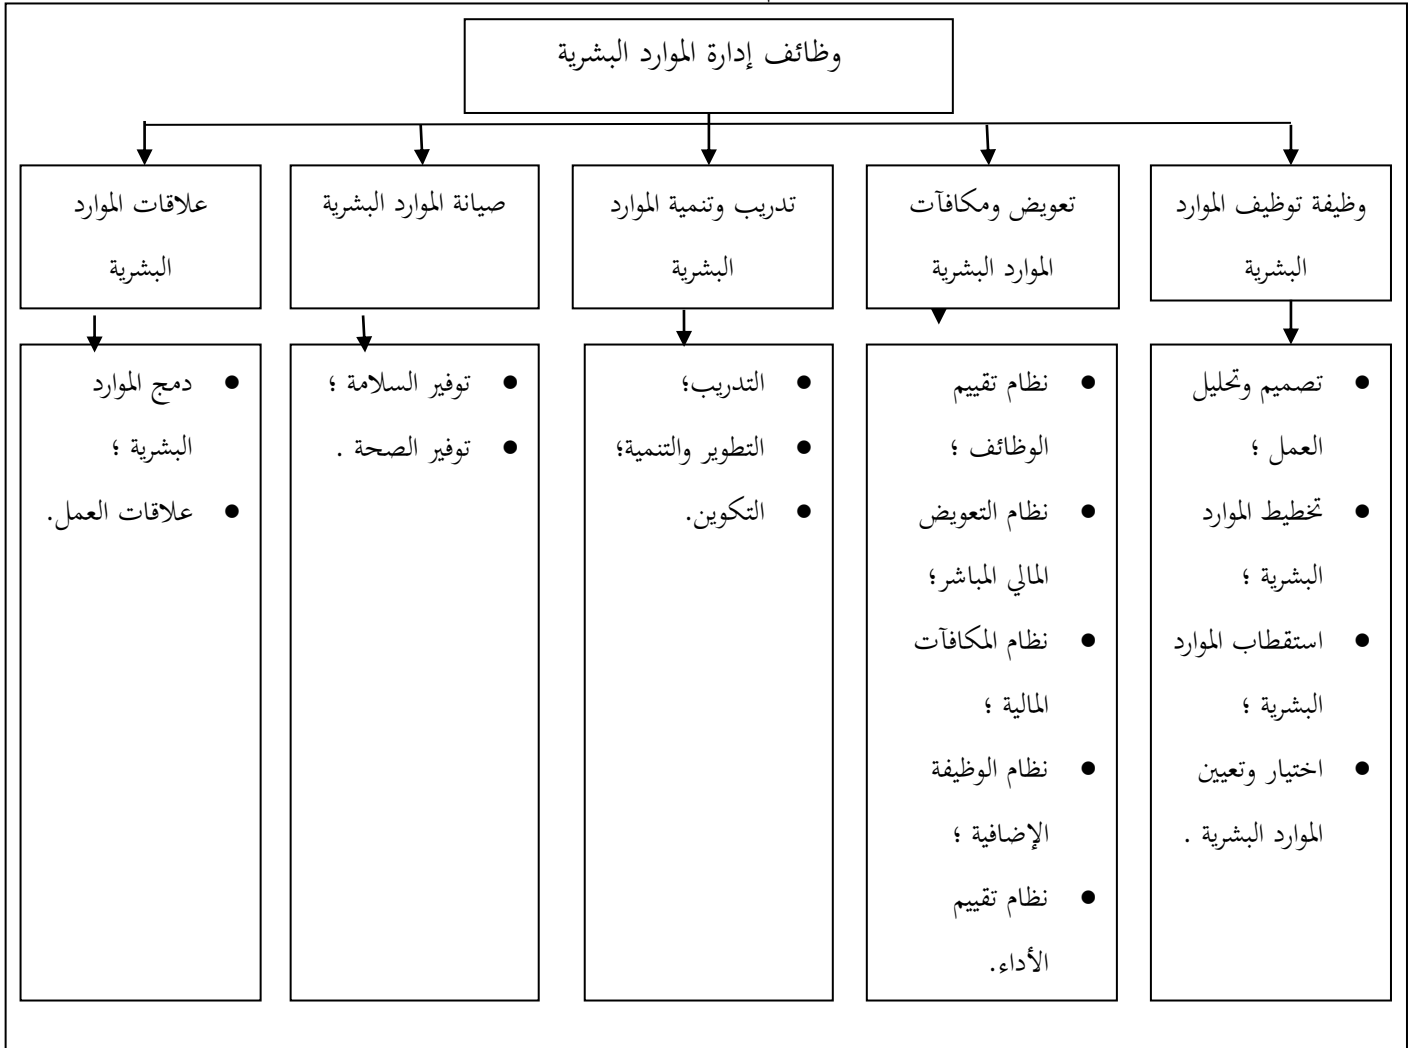 وظائف إدارة الموارد البشرية
وظيفة توظيف الموارد
البشرية
تعويض ومكافآت
الموارد البشرية
تدريب وتنمية الموارد
البشرية
صيانة الموارد البشرية
علاقات الموارد
البشرية
● تصميم وتحليل
العمل ؛
● تخطيط الموارد
البشرية ؛
● استقطاب الموارد
البشرية ؛
● اختيار وتعيين
الموارد البشرية .
● نظام تقييم
الوظائف ؛
● نظام التعويض
المالي المباشر؛
● نظام المكافآت
المالية ؛
● نظام الوظيفة
الإضافية ؛
● نظام تقييم
الأداء.
● التدريب؛
● التطوير والتنمية؛
● التكوين.
● توفير السلامة ؛
● توفير الصحة .
● دمج الموارد
البشرية ؛
● علاقات العمل.